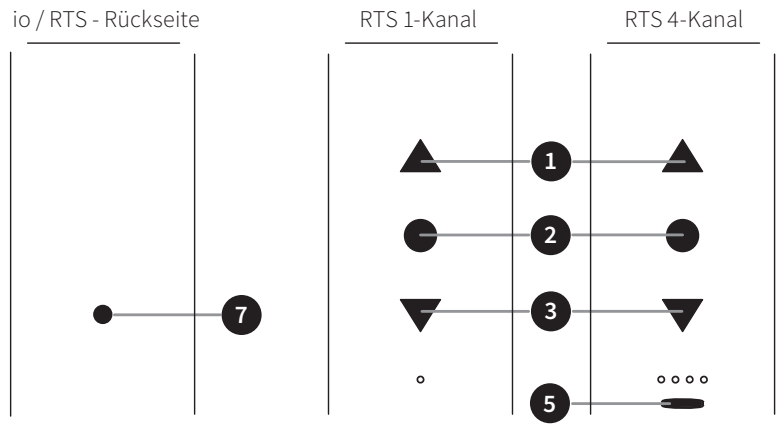 io / RTS - Rückseite
RTS 1-Kanal
RTS 4-Kanal
1
2
7
3
5